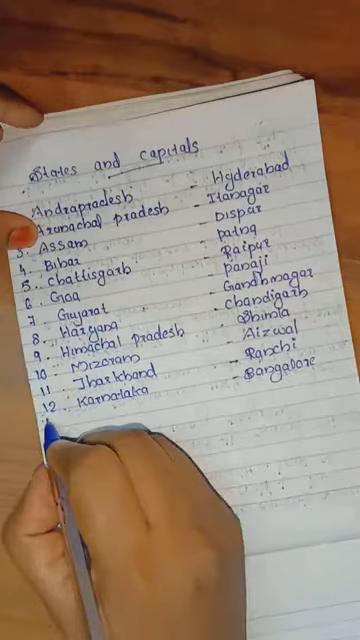 States and capitals
Andrapradesh - Hyderabad
Arunachal pradesh - Itanagar
3. Assam - Dispur
4. Bihar - patna
5. Chattisgarh - Raipur
6. Goa - panaji
7. Gujarat - Gandhinagar
8. Haryana - Chandigarh
9. Himachal pradesh - Shimla
10. Mizoram - Aizwal
11. Jharkhand - Ranchi
12. Karnataka - Bangalore